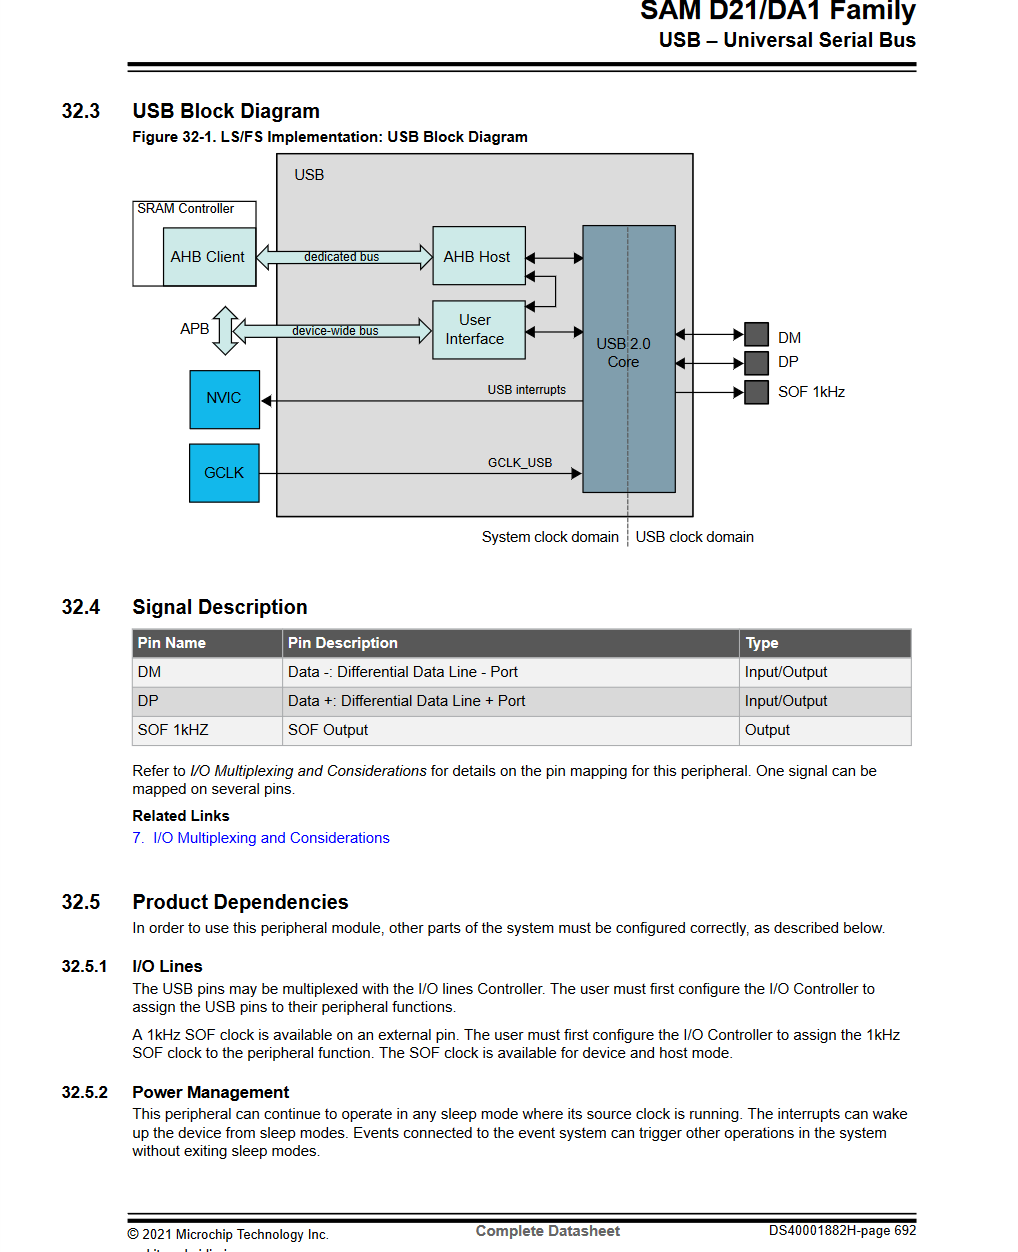 SAM D21/DA1 Family
USB – Universal Serial Bus
32.3 USB Block Diagram
Figure 32-1. LS/FS Implementation: USB Block Diagram
USB
SRAM Controller
AHB Client
dedicated bus
AHB Host
APB
device-wide bus
User
Interface
USB 2.0
Core
DM
DP
SOF 1kHz
NVIC
USB interrupts
GCLK
GCLK_USB
System clock domain
USB clock domain
32.4 Signal Description
Pin Name Pin Description Type
DM Data -: Differential Data Line - Port Input/Output
DP Data +: Differential Data Line + Port Input/Output
SOF 1kHZ SOF Output Output
Refer to I/O Multiplexing and Considerations for details on the pin mapping for this peripheral. One signal can be
mapped on several pins.
Related Links
7. I/O Multiplexing and Considerations
32.5 Product Dependencies
In order to use this peripheral module, other parts of the system must be configured correctly, as described below.
32.5.1 I/O Lines
The USB pins may be multiplexed with the I/O lines Controller. The user must first configure the I/O Controller to
assign the USB pins to their peripheral functions.
A 1kHz SOF clock is available on an external pin. The user must first configure the I/O Controller to assign the 1kHz
SOF clock to the peripheral function. The SOF clock is available for device and host mode.
32.5.2 Power Management
This peripheral can continue to operate in any sleep mode where its source clock is running. The interrupts can wake
up the device from sleep modes. Events connected to the event system can trigger other operations in the system
without exiting sleep modes.
© 2021 Microchip Technology Inc. Complete Datasheet DS40001882H-page 692